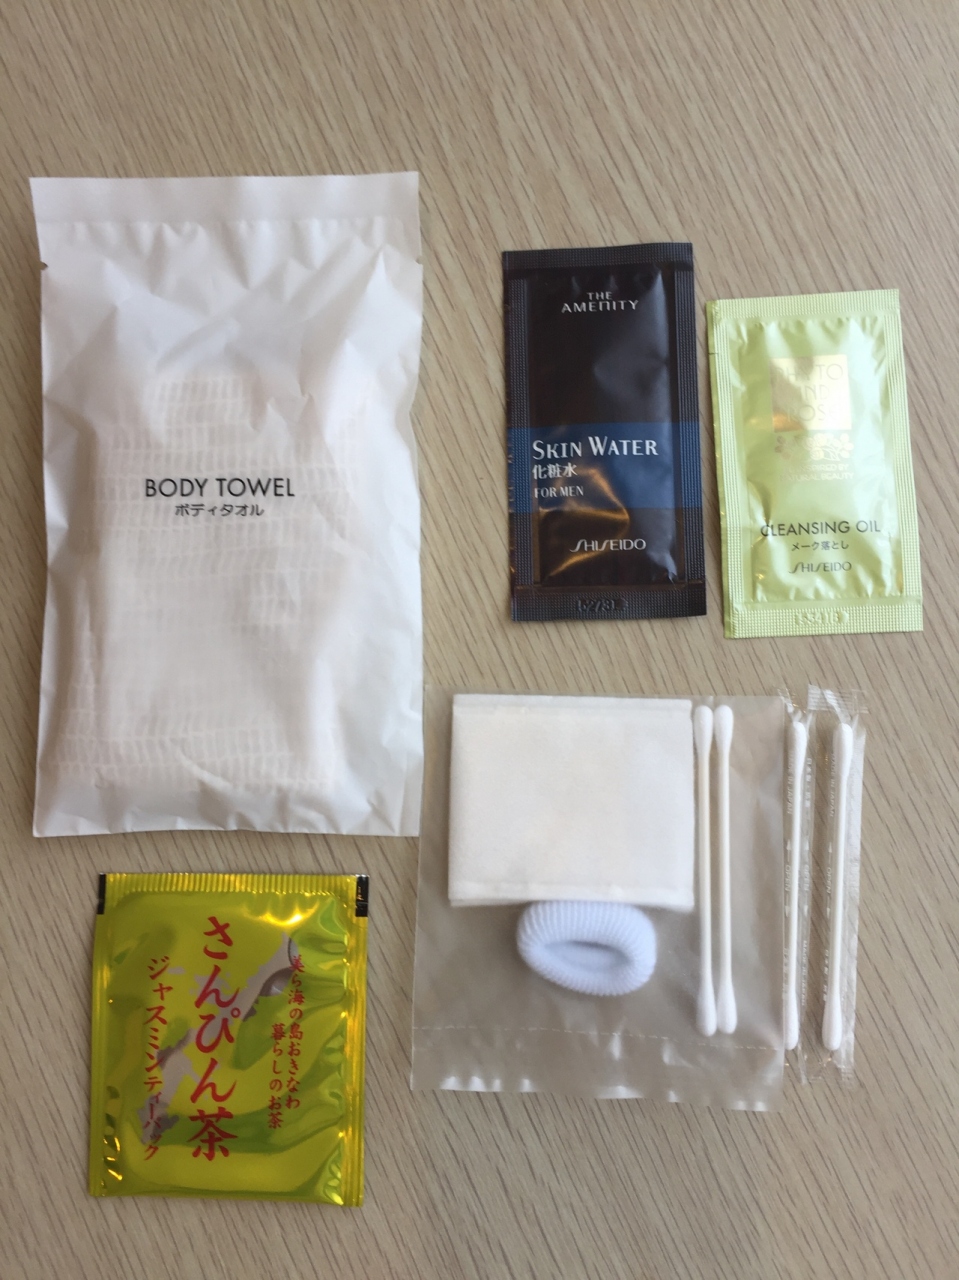 BODY TOWEL
ボディタオル
THE
AMENITY
SKIN WATER
化粧水
FOR MEN
SHISEIDO
CLEANSING OIL
メーク落とし
SHISEIDO
美ら海の島おきなわ
暮らしのお茶
さんぴん茶
ジャスミンティーパック